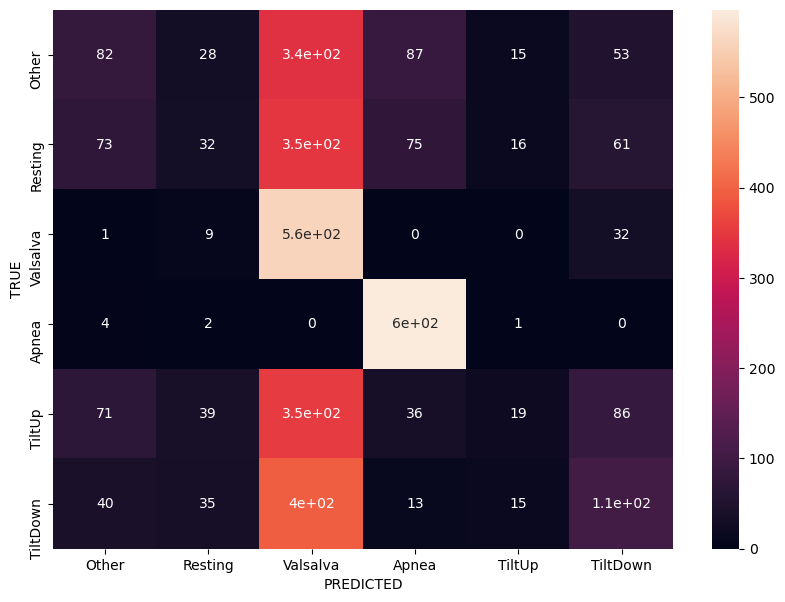 Other 82 28 3.4e+02 87 15 53
Resting 73 32 3.5e+02 75 16 61
Valsalva 1 9 5.6e+02 0 0 32
Apnea 4 2 0 6e+02 1 0
TiltUp 71 39 3.5e+02 36 19 86
TiltDown 40 35 4e+02 13 15 1.1e+02
TRUE
Other Resting Valsalva Apnea TiltUp TiltDown
PREDICTED
500
400
300
200
100
0